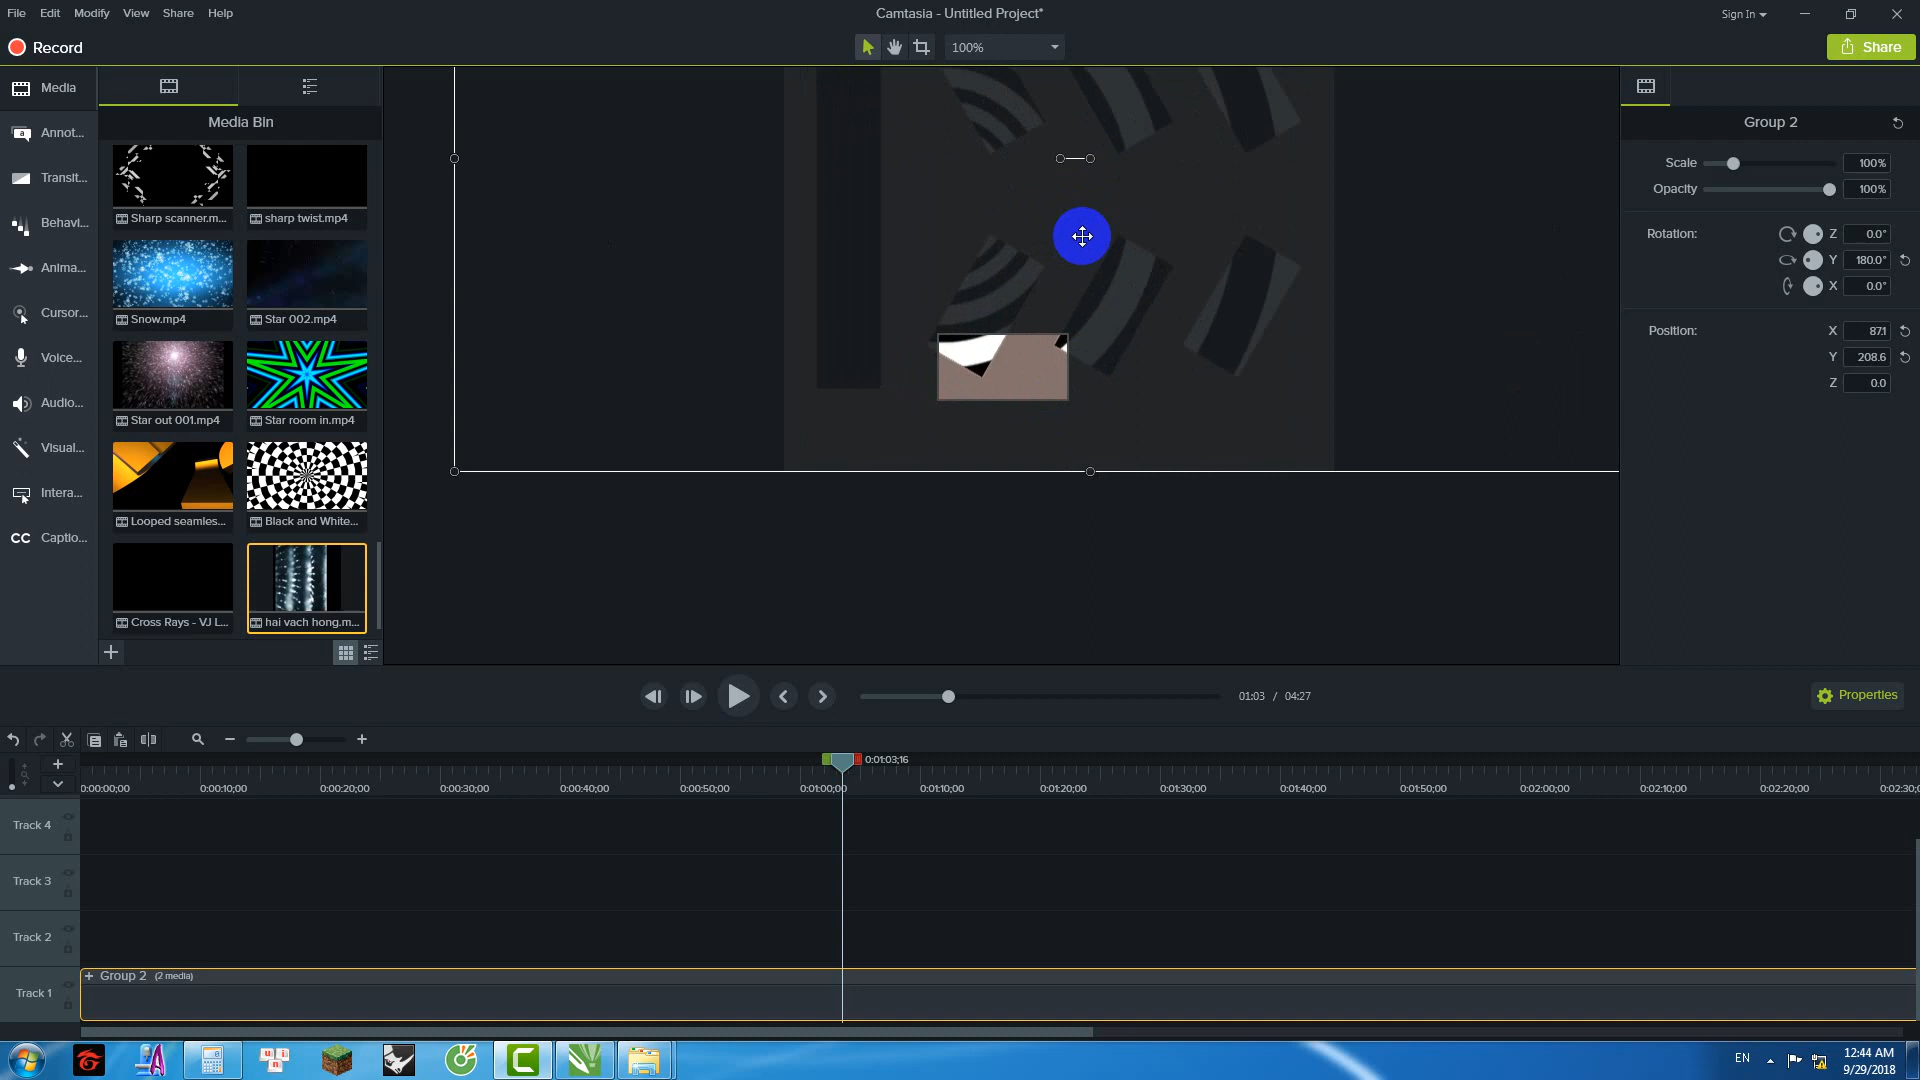 File Edit Modify View Share Help
Camtasia - Untitled Project*
Sign In
Record
100%
Share
Media
Annot...
Transit...
Behavi...
Anima...
Cursor...
Voice...
Audio...
Visual...
Intera...
CC Captio...
Media Bin
Sharp scanner.m... sharp twist.mp4
Snow.mp4 Star 002.mp4
Star out 001.mp4 Star room in.mp4
Looped seamles... Black and White...
Cross Rays - VJ L... hai vach hong.m...
Group 2
Scale 100%
Opacity 100%
Rotation: Z 0.0°
Y 180.0°
X 0.0°
Position: X 87.1
Y 208.6
Z 0.0
01:03 / 04:27
Properties
0:01:03;16
0:00:00;00 0:00:10;00 0:00:20;00 0:00:30;00 0:00:40;00 0:00:50;00 0:01:00;00 0:01:10;00 0:01:20;00 0:01:30;00 0:01:40;00 0:01:50;00 0:02:00;00 0:02:10;00 0:02:20;00 0:02:30;0
Track 4
Track 3
Track 2
Track 1
Group 2 (2 media)
EN
12:44 AM
9/29/2018